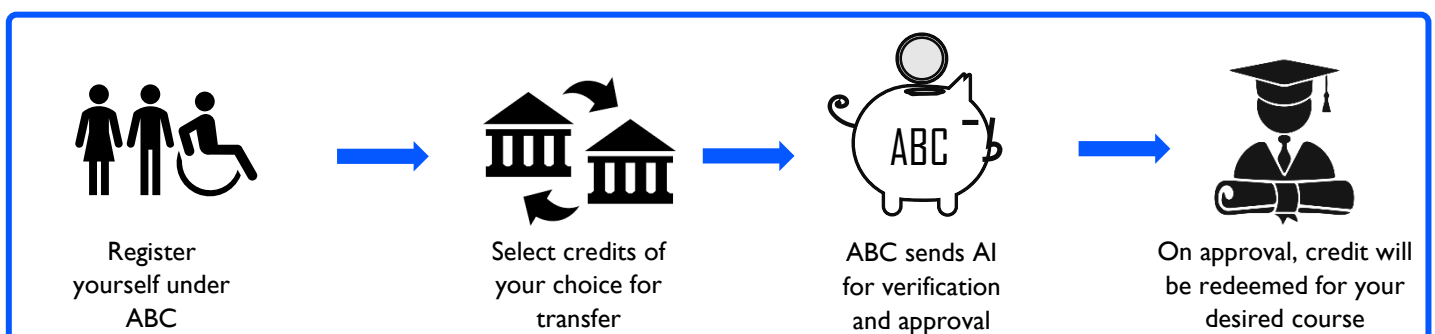 Register
yourself under
ABC
Select credits of
your choice for
transfer
ABC
ABC sends AI
for verification
and approval
On approval, credit will
be redeemed for your
desired course